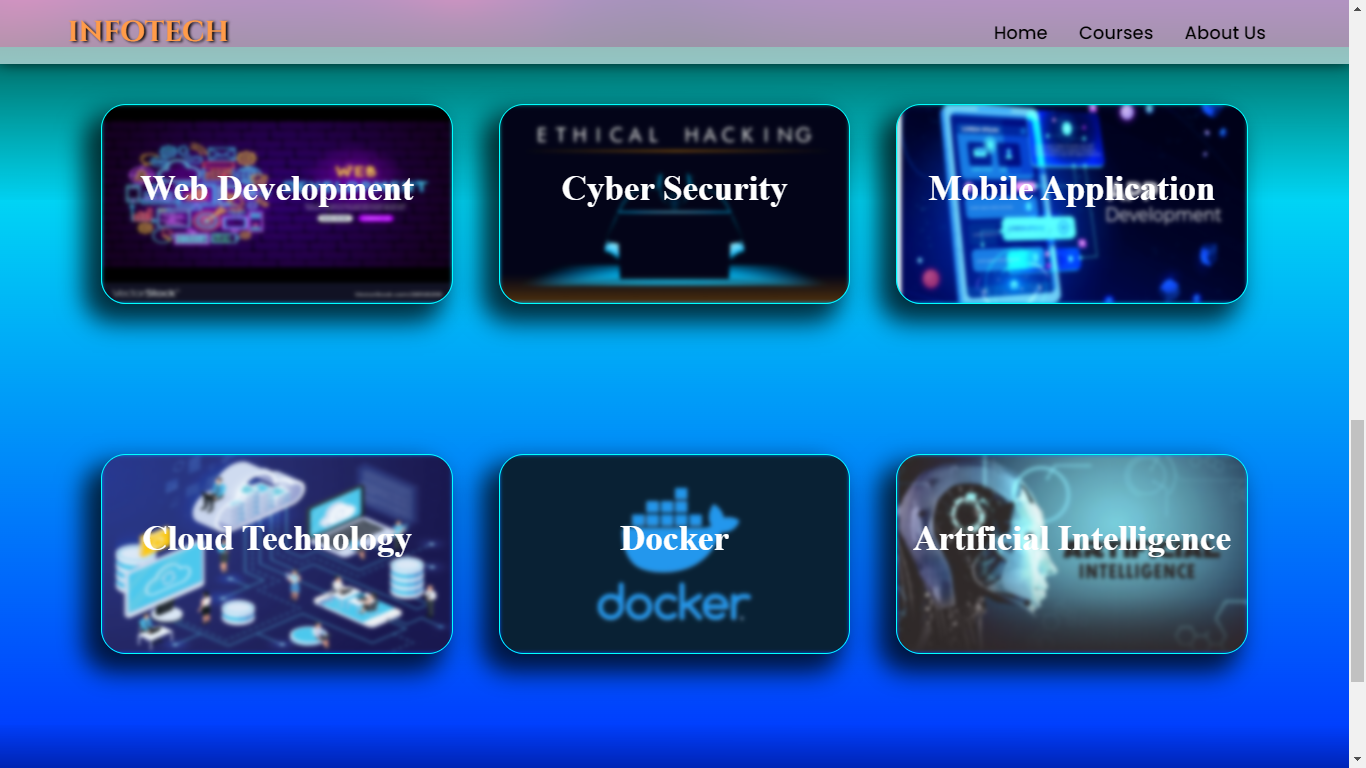 INFOTECH
Home Courses About Us
WEB
Web Development
ETHICAL HACKING
Cyber Security
Mobile Application
Development
Cloud Technology
Docker
docker
Artificial Intelligence
INTELLIGENCE